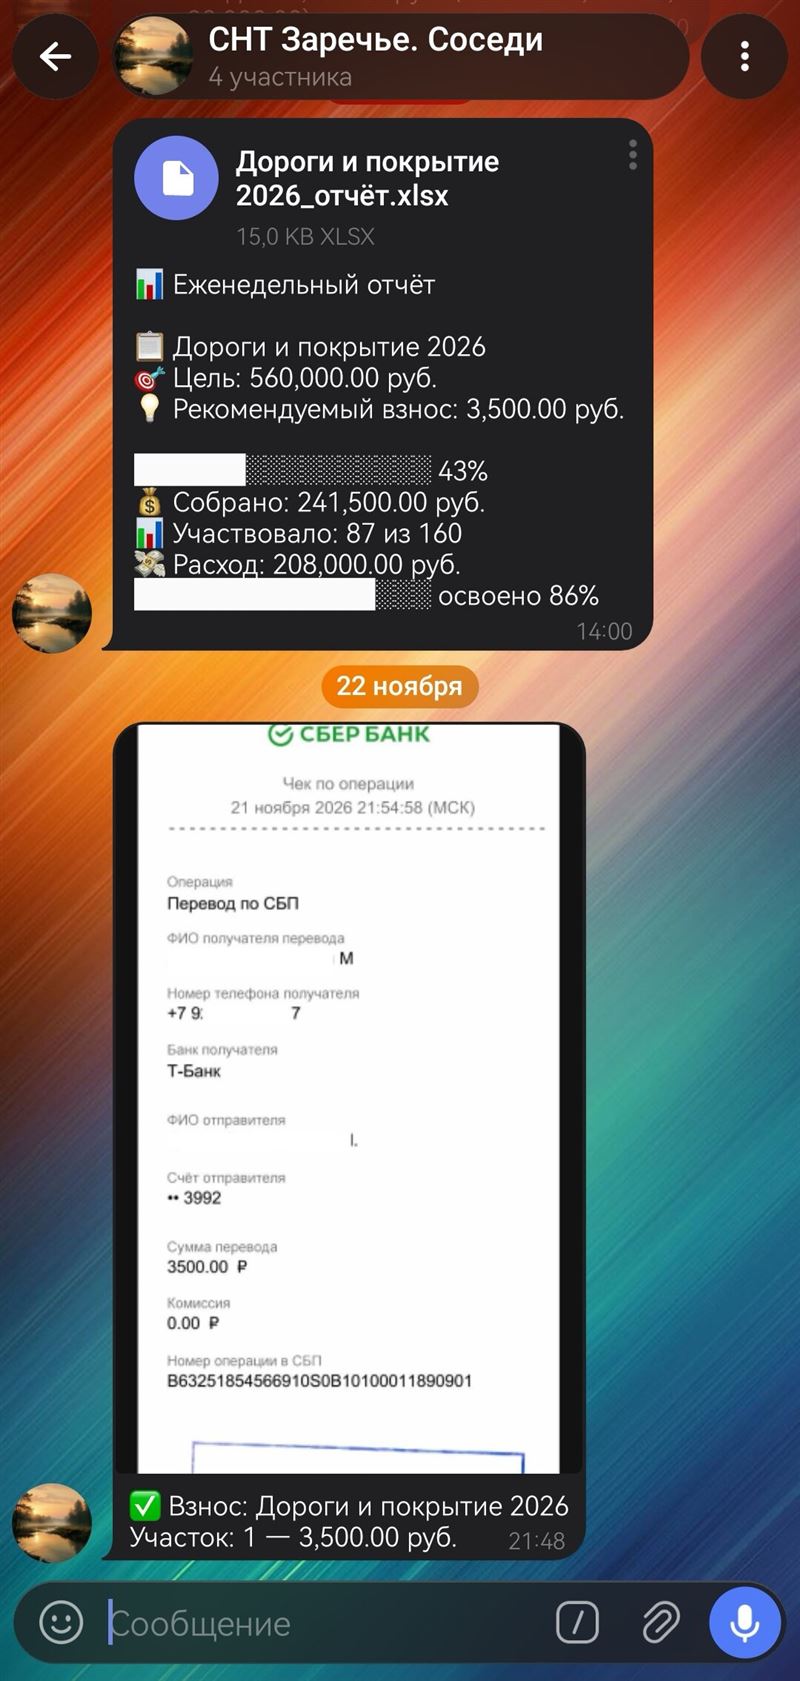 СНТ Заречье. Соседи
4 участника
Дороги и покрытие
2026_отчёт.xlsx
15,0 KB XLSX
📊 Еженедельный отчёт
📋 Дороги и покрытие 2026
🎯 Цель: 560,000.00 руб.
💡 Рекомендуемый взнос: 3,500.00 руб.
43%
💰 Собрано: 241,500.00 руб.
📊 Участвовало: 87 из 160
💸 Расход: 208,000.00 руб.
освоено 86%
14:00
22 ноября
СБЕР БАНК
Чек по операции
21 ноября 2026 21:54:58 (МСК)
Операция
Перевод по СБП
ФИО получателя перевода
М
Номер телефона получателя
+7 9 7
Банк получателя
Т-Банк
ФИО отправителя
Счёт отправителя
•• 3992
Сумма перевода
3500.00 ₽
Комиссия
0.00 ₽
Номер операции в СБП
B63251854566910S0B10100011890901
✅ Взнос: Дороги и покрытие 2026
Участок: 1 — 3,500.00 руб.
21:48
Сообщение